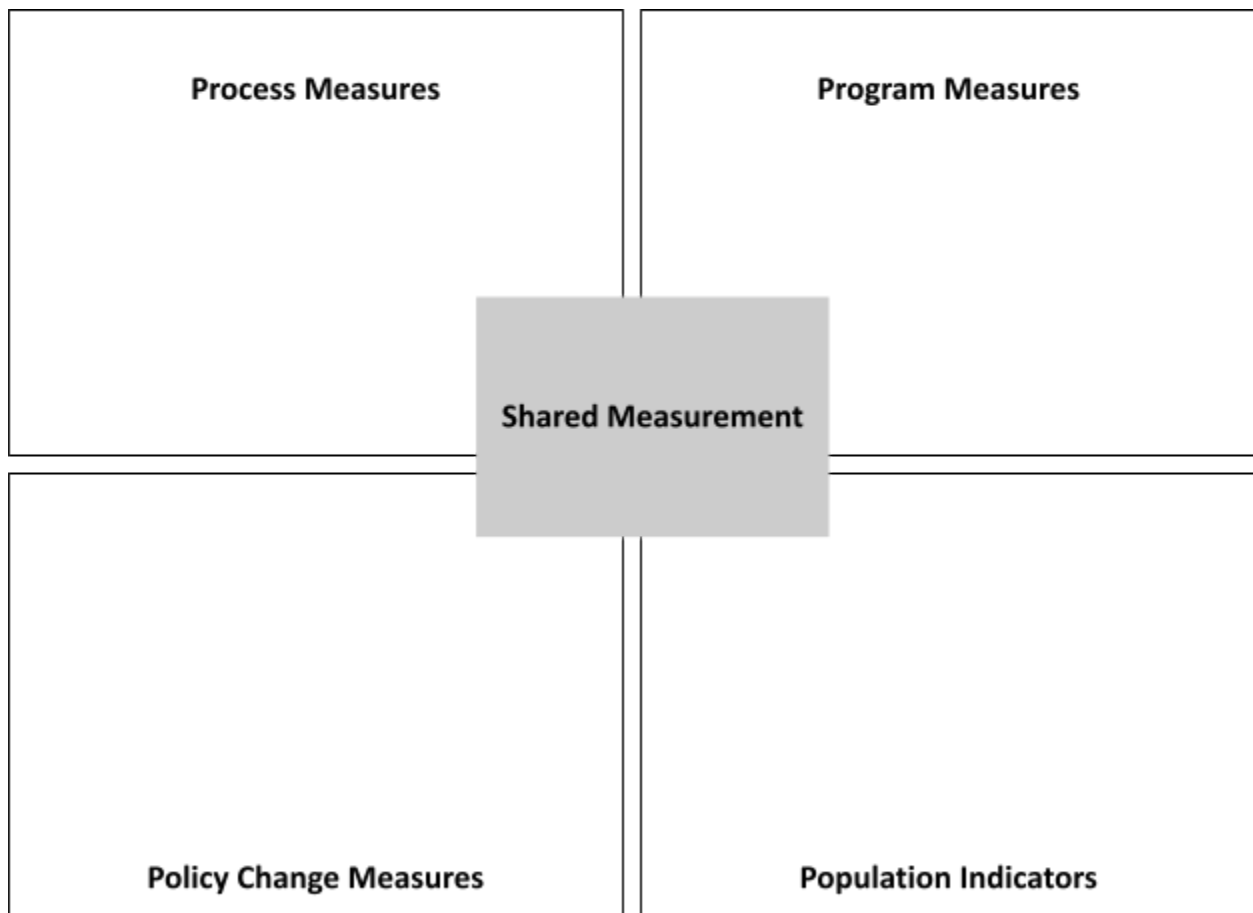 Process Measures
Program Measures
Shared Measurement
Policy Change Measures
Population Indicators